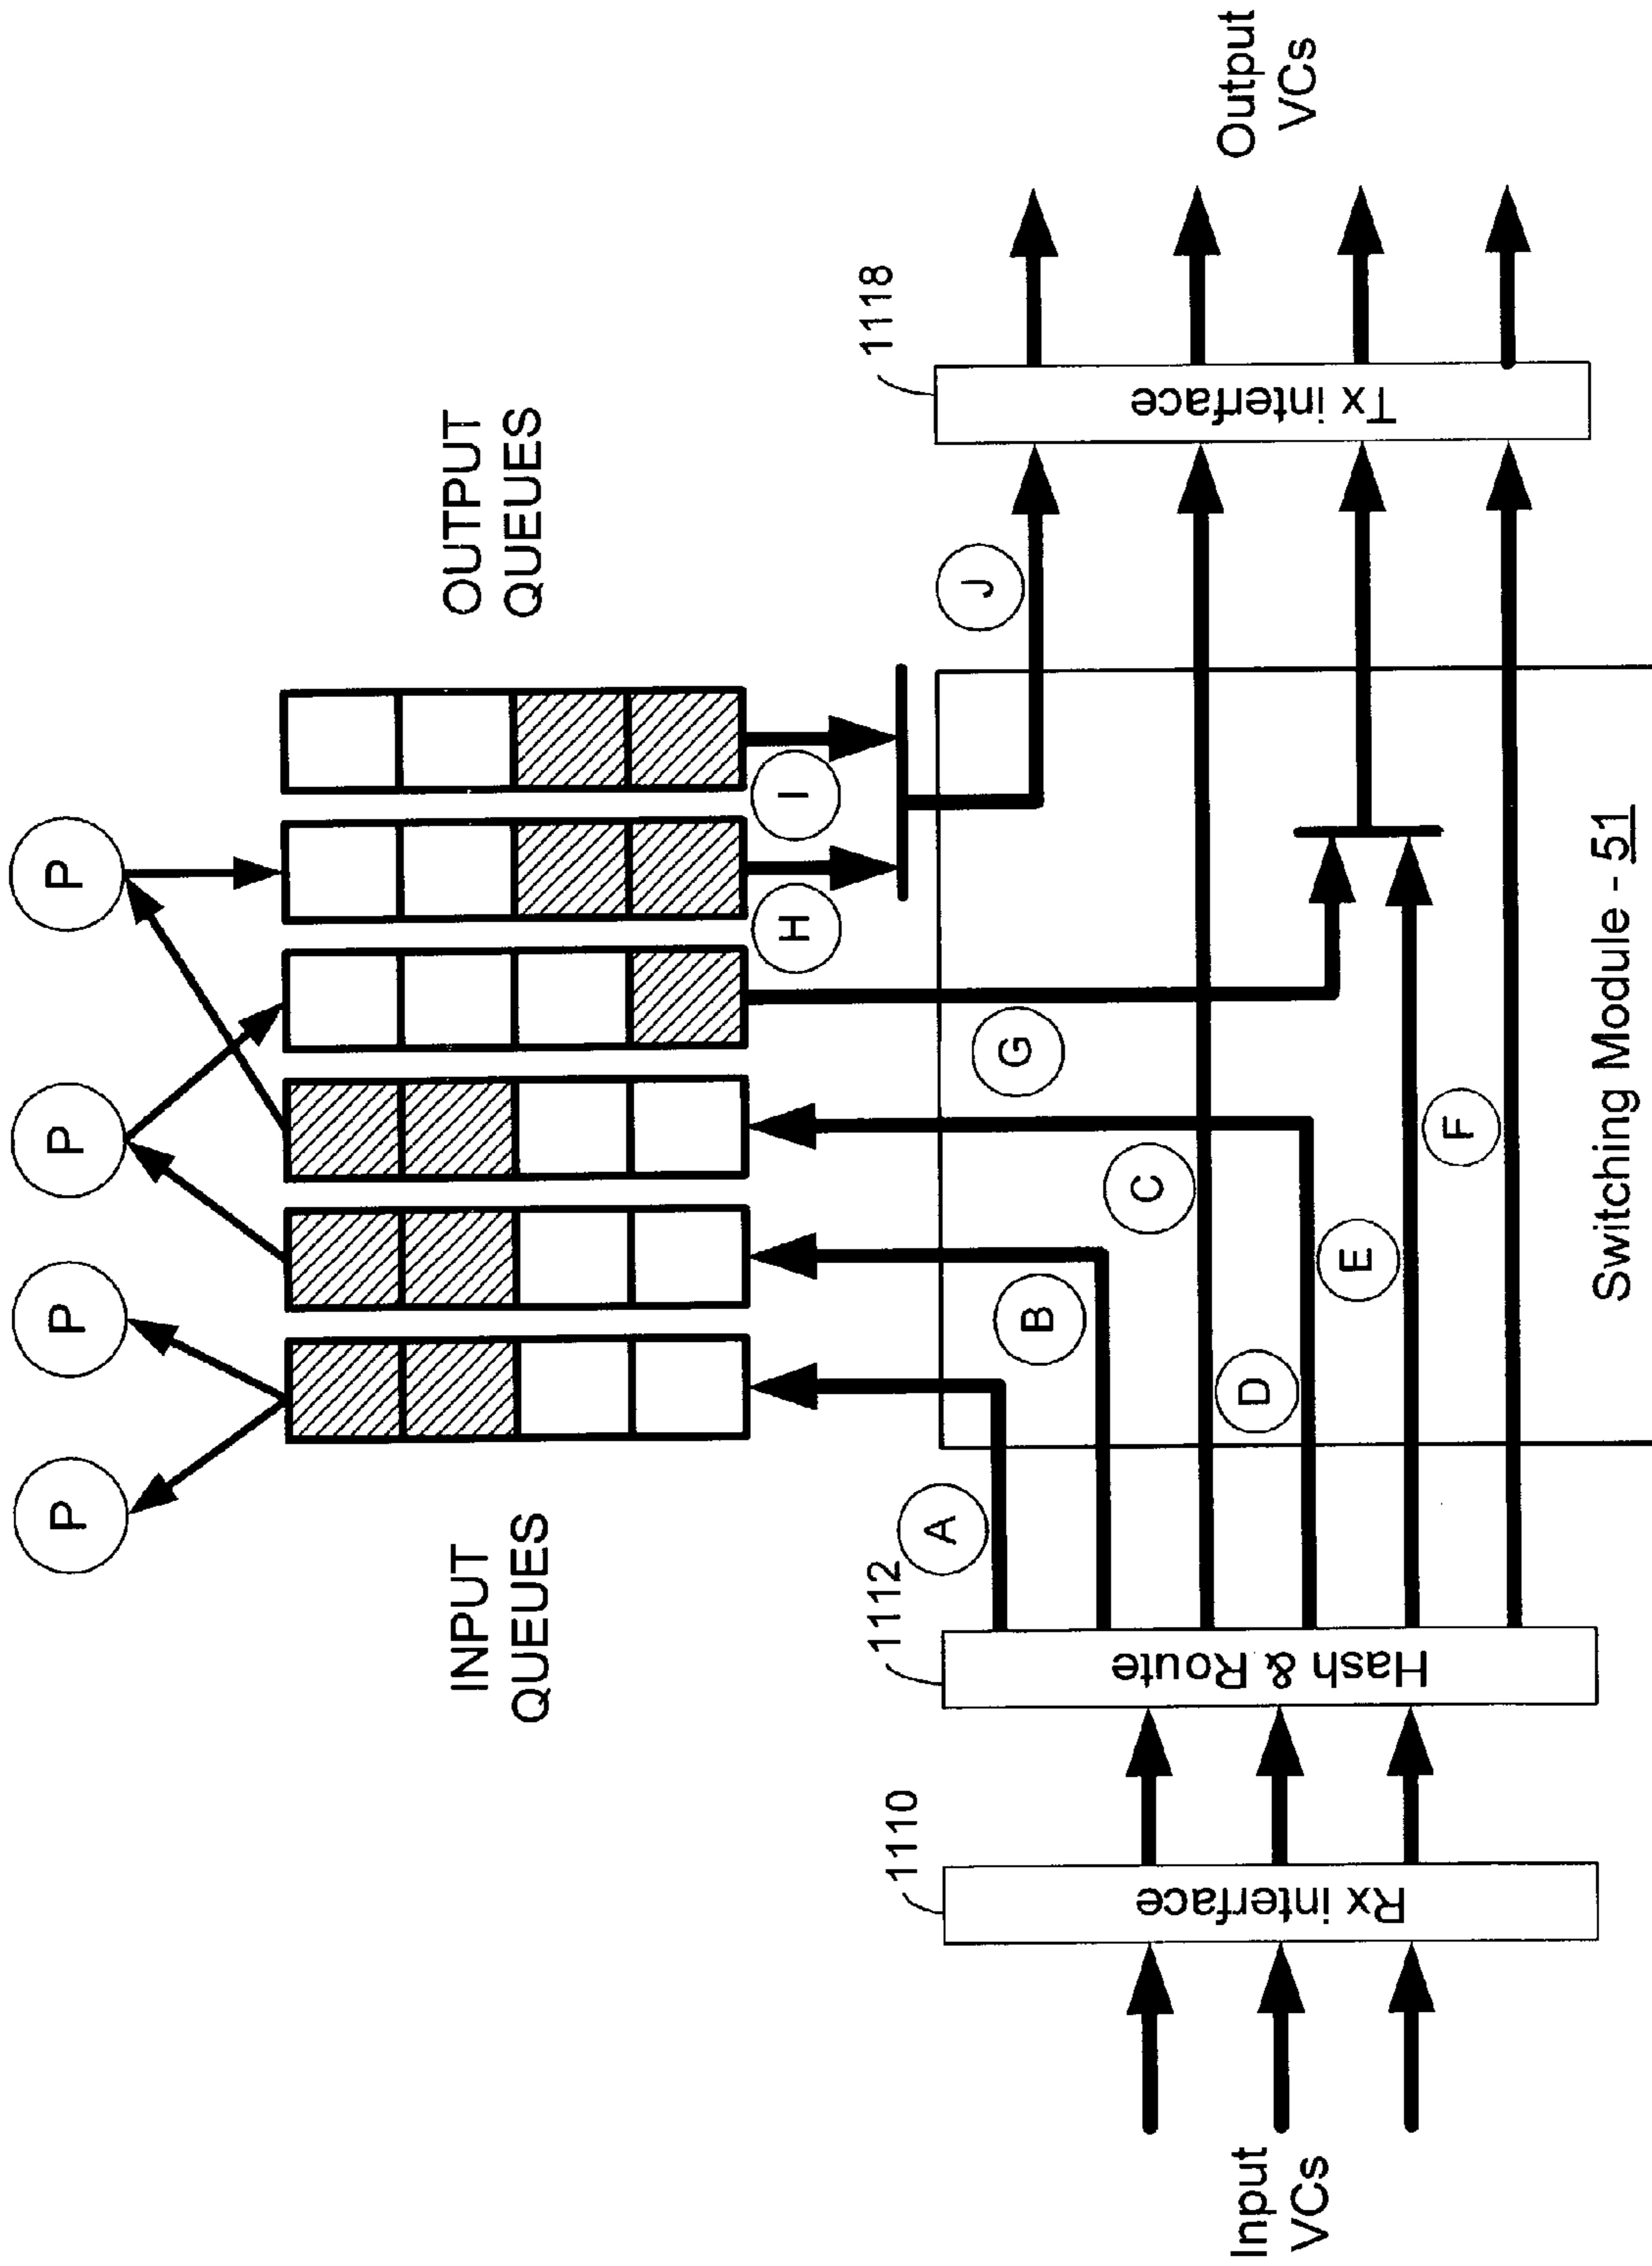 P
P
P
P
INPUT
QUEUES
OUTPUT
QUEUES
I
H
1110
1112
1118
A
B
G
J
C
D
E
F
Input
VCs
Rx interface
Hash & Route
Tx interface
Output
VCs
Switching Module - 51